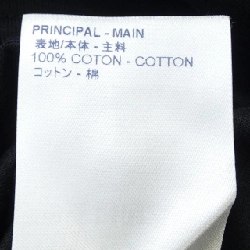 PRINCIPAL - MAIN
表地/本体 - 主料
100% COTON - COTTON
コットン - 棉